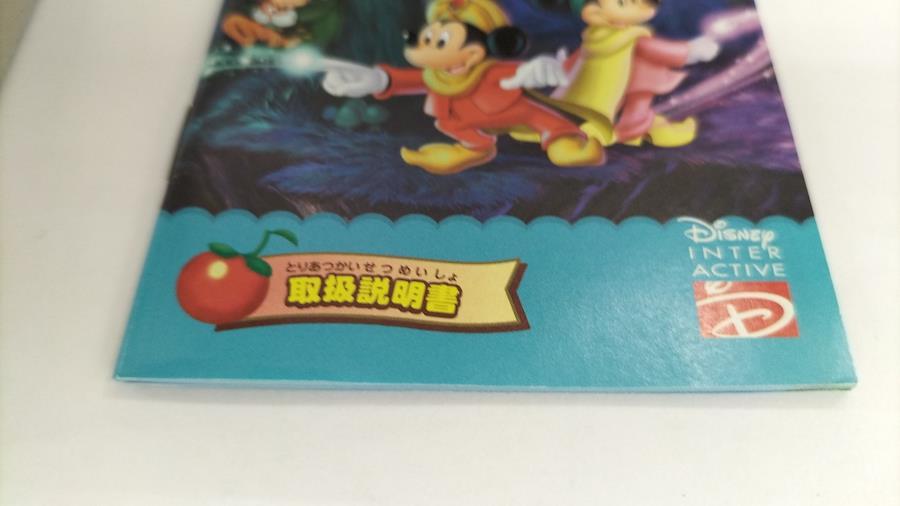 とりあつかいせつめいしょ
取扱説明書
Disney
INTER
ACTIVE
D